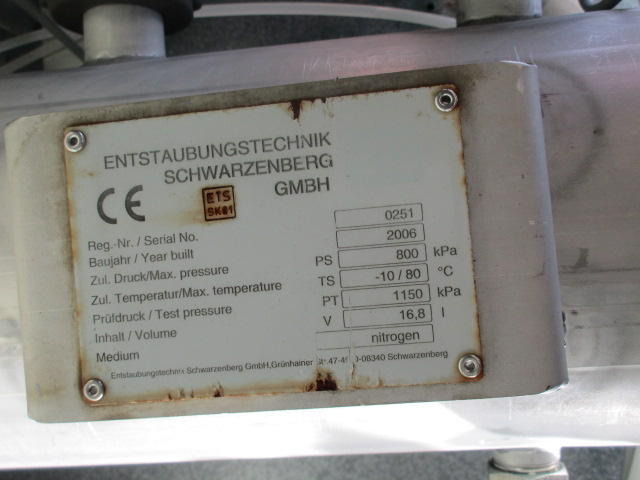 ENTSTAUBUNGSTECHNIK
SCHWARZENBERG
GMBH
CE
ETS
SK01
Reg.-Nr. / Serial No. 0251
Baujahr / Year built 2006
Zul. Druck/Max. pressure PS 800 kPa
Zul. Temperatur/Max. temperature TS -10 / 80 °C
Prüfdruck / Test pressure PT 1150 kPa
Inhalt / Volume V 16,8 l
Medium nitrogen
Entstaubungstechnik Schwarzenberg GmbH,Grünhainer -08340 Schwarzenberg